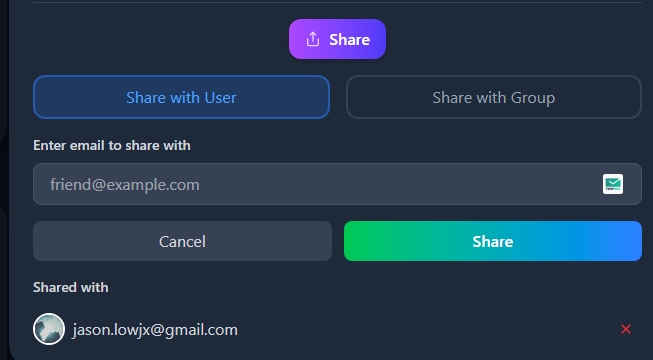 Share
Share with User
Share with Group
Enter email to share with
friend@example.com
Cancel
Share
Shared with
jason.lowjx@gmail.com